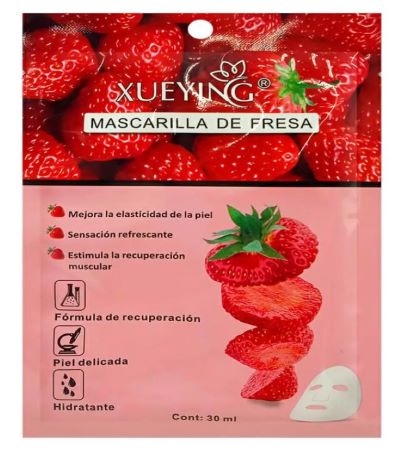 XUEYING®
MASCARILLA DE FRESA
Mejora la elasticidad de la piel
Sensación refrescante
Estimula la recuperación
muscular
Fórmula de recuperación
Piel delicada
Hidratante
Cont: 30 ml